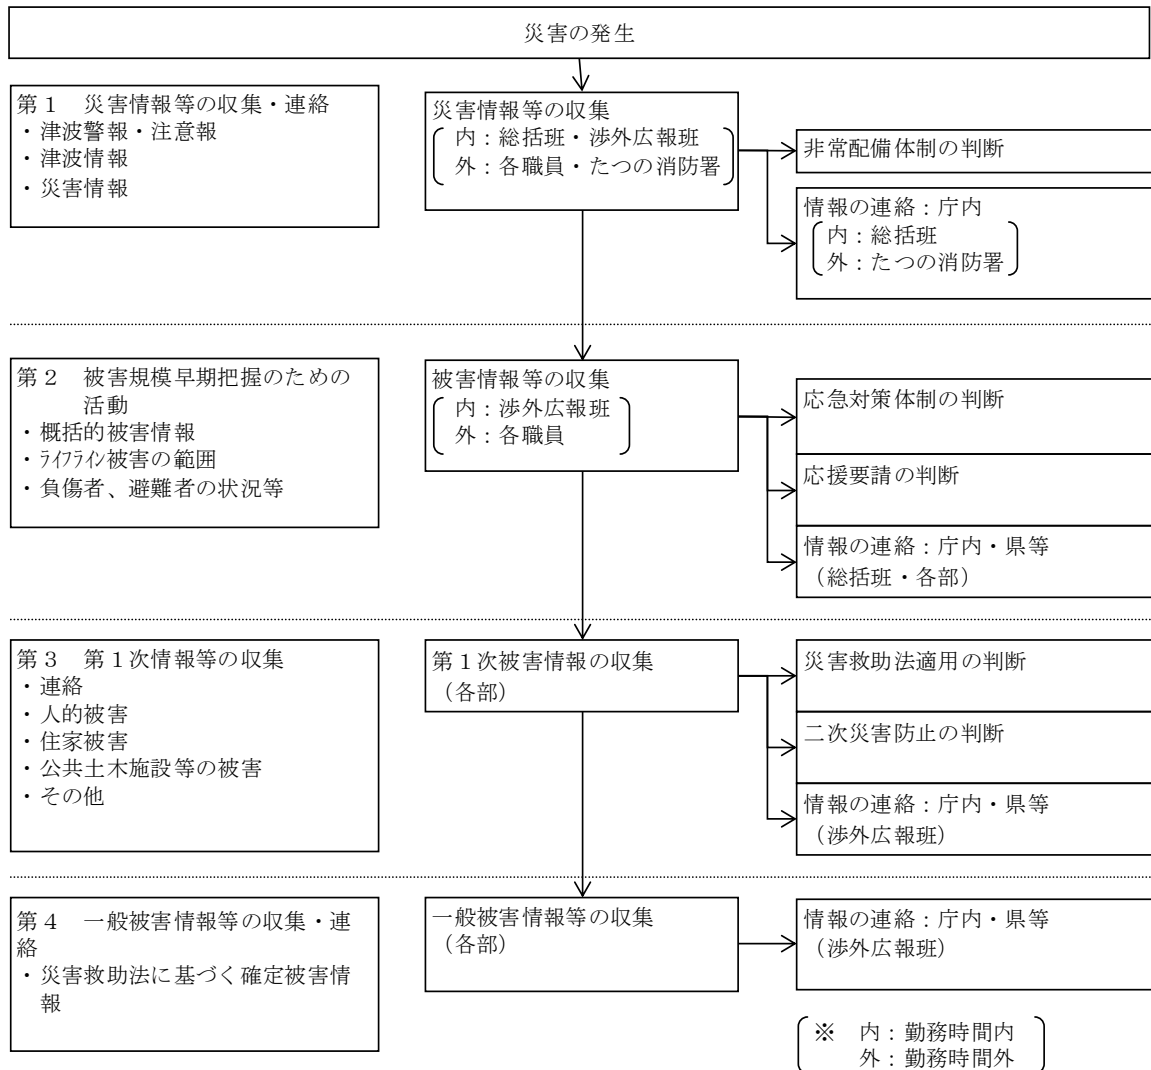 災害の発生
第１　災害情報等の収集・連絡
・津波警報・注意報
・津波情報
・災害情報
災害情報等の収集
内：総括班・渉外広報班
外：各職員・たつの消防署
非常配備体制の判断
情報の連絡：庁内
内：総括班
外：たつの消防署
第２　被害規模早期把握のための
活動
・概括的被害情報
・ﾗｲﾌﾗｲﾝ被害の範囲
・負傷者、避難者の状況等
被害情報等の収集
内：渉外広報班
外：各職員
応急対策体制の判断
応援要請の判断
情報の連絡：庁内・県等
（総括班・各部）
第３　第１次情報等の収集
・連絡
・人的被害
・住家被害
・公共土木施設等の被害
・その他
第１次被害情報の収集
（各部）
災害救助法適用の判断
二次災害防止の判断
情報の連絡：庁内・県等
（渉外広報班）
第４　一般被害情報等の収集・連
絡
・災害救助法に基づく確定被害情
報
一般被害情報等の収集
（各部）
情報の連絡：庁内・県等
（渉外広報班）
※　内：勤務時間内
外：勤務時間外